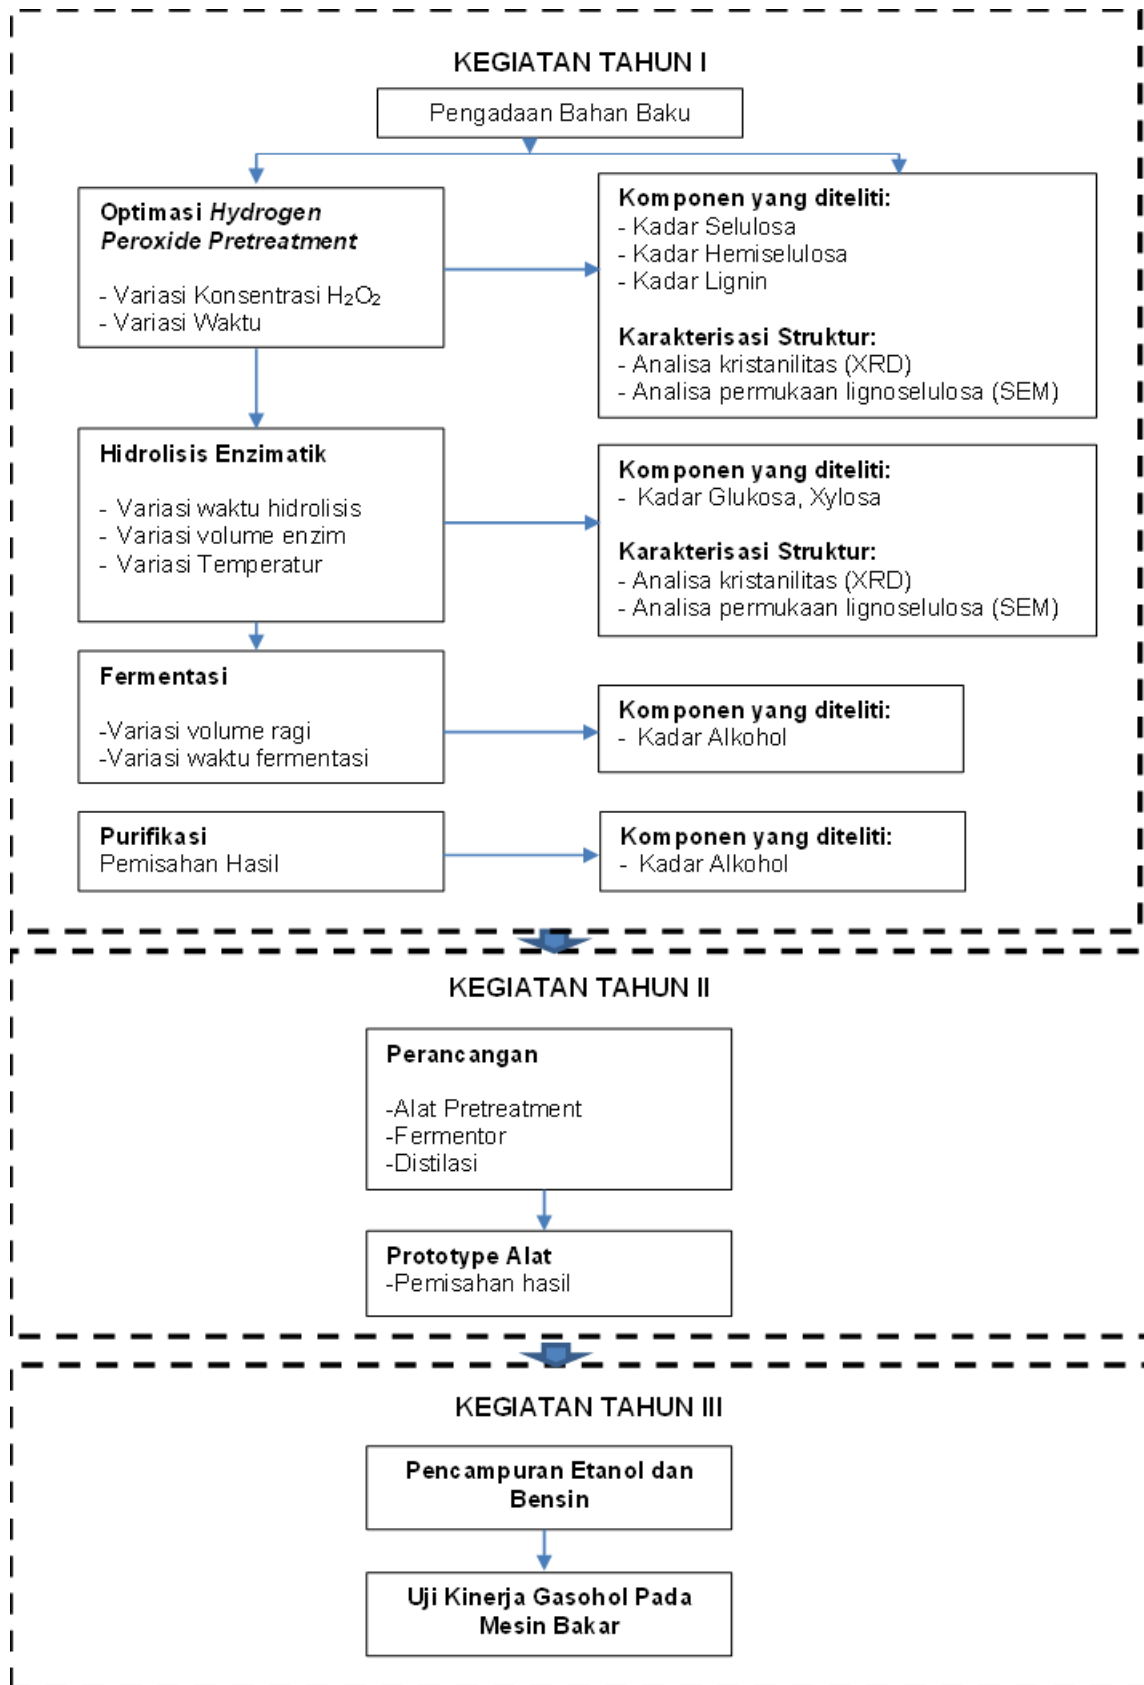 KEGIATAN TAHUN I
Pengadaan Bahan Baku
Optimasi Hydrogen
Peroxide Pretreatment
- Variasi Konsentrasi H₂O₂
- Variasi Waktu
Komponen yang diteliti:
- Kadar Selulosa
- Kadar Hemiselulosa
- Kadar Lignin
Karakterisasi Struktur:
- Analisa kristanilitas (XRD)
- Analisa permukaan lignoselulosa (SEM)
Hidrolisis Enzimatik
- Variasi waktu hidrolisis
- Variasi volume enzim
- Variasi Temperatur
Komponen yang diteliti:
- Kadar Glukosa, Xylosa
Karakterisasi Struktur:
- Analisa kristanilitas (XRD)
- Analisa permukaan lignoselulosa (SEM)
Fermentasi
-Variasi volume ragi
-Variasi waktu fermentasi
Komponen yang diteliti:
- Kadar Alkohol
Purifikasi
Pemisahan Hasil
Komponen yang diteliti:
- Kadar Alkohol
KEGIATAN TAHUN II
Perancangan
-Alat Pretreatment
-Fermentor
-Distilasi
Prototype Alat
-Pemisahan hasil
KEGIATAN TAHUN III
Pencampuran Etanol dan
Bensin
Uji Kinerja Gasohol Pada
Mesin Bakar